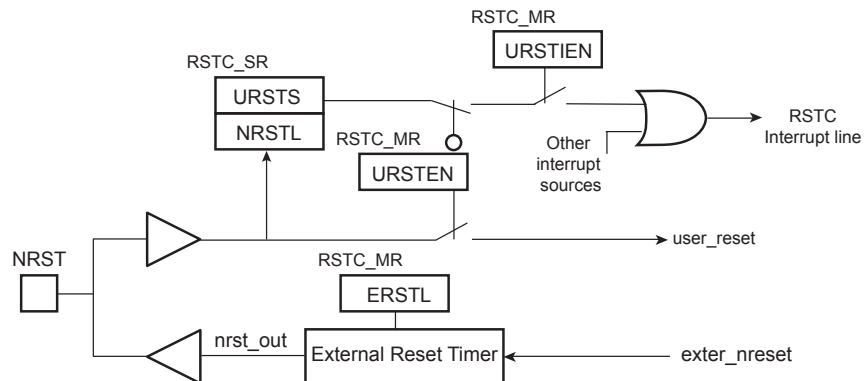 RSTC_MR
URSTIEN
RSTC_SR
URSTS
NRSTL
RSTC_MR
URSTEN
RSTC
Interrupt line
Other
interrupt
sources
user_reset
NRST
RSTC_MR
ERSTL
nrst_out
External Reset Timer
exter_nreset